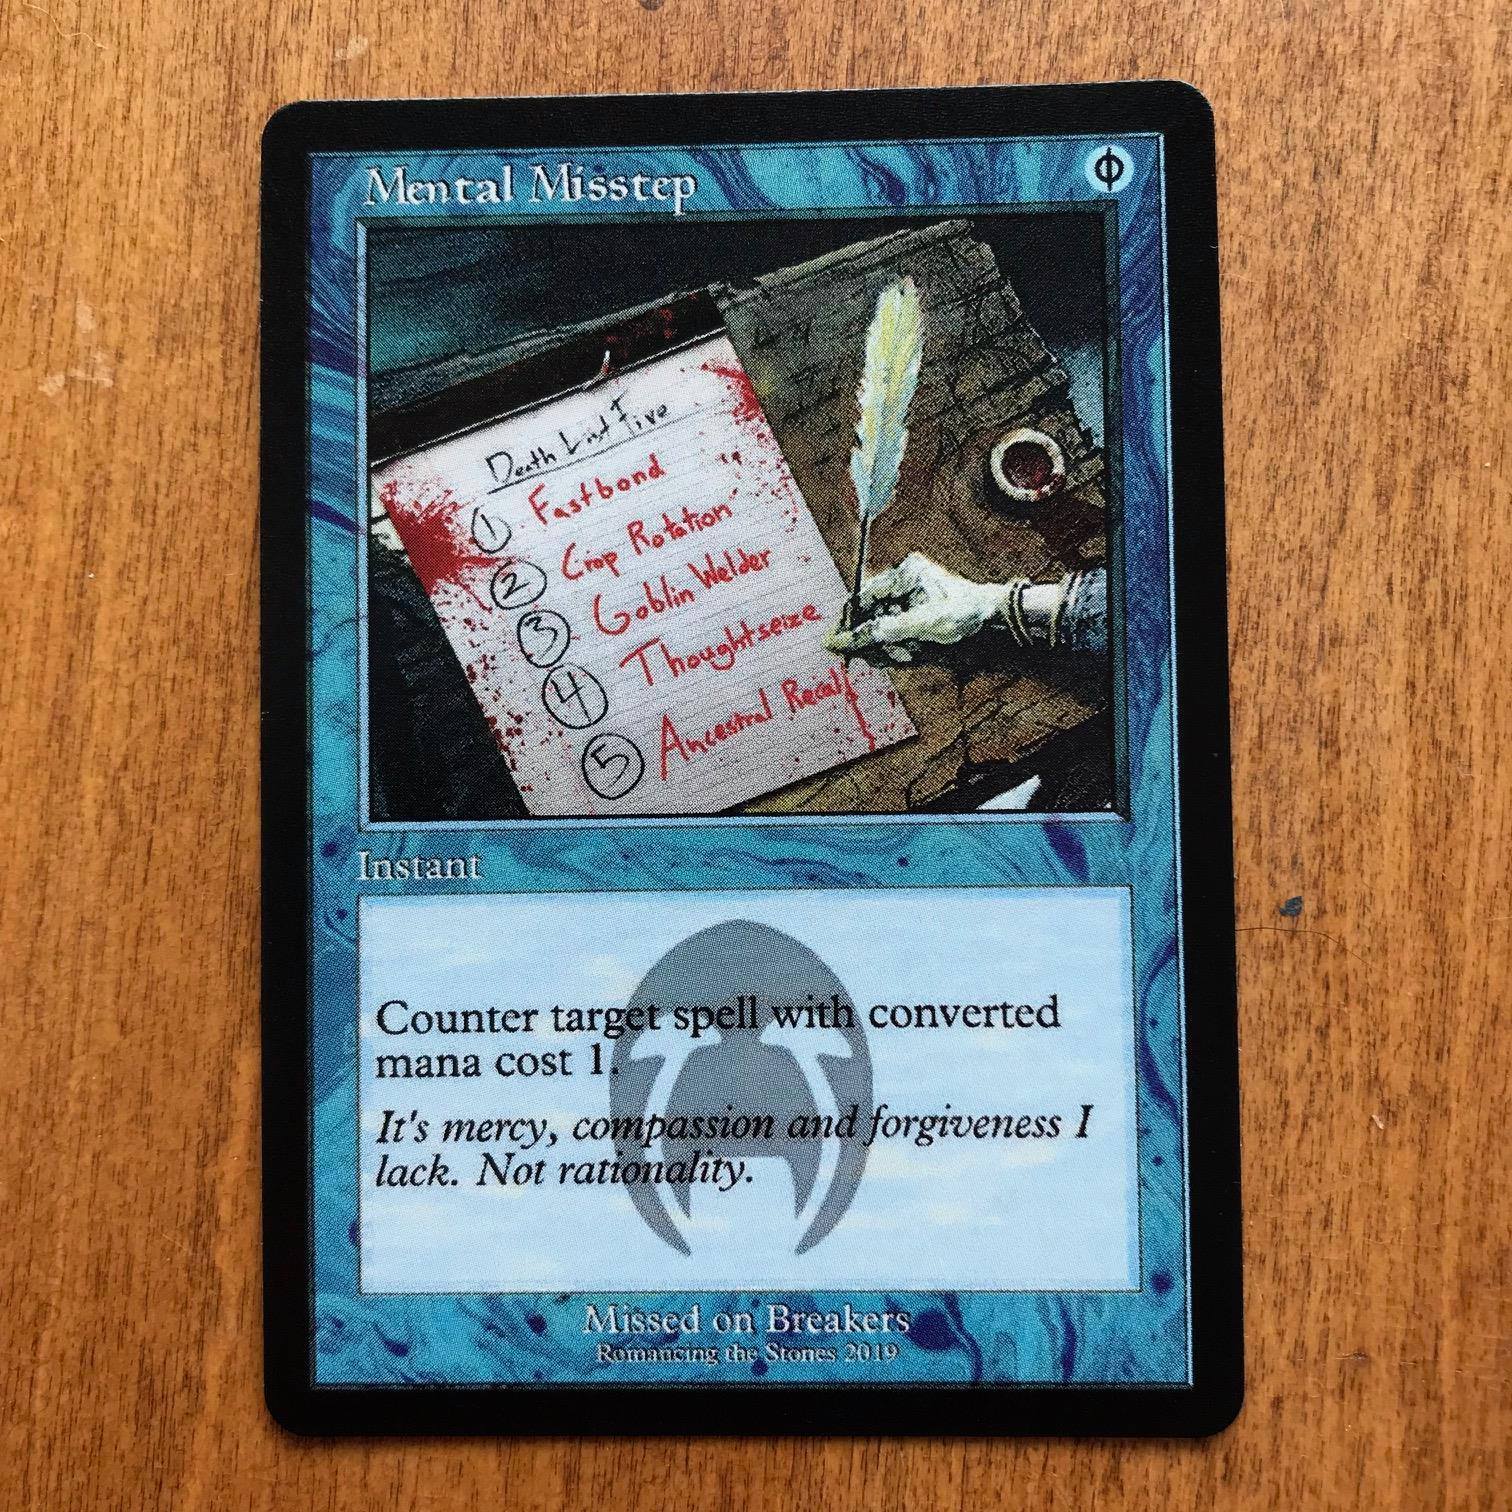 Mental Misstep
Death List Five
1 Fastbond
2 Crop Rotation
3 Goblin Welder
4 Thoughtseize
5 Ancestral Recall
Instant
Counter target spell with converted
mana cost 1.
It's mercy, compassion and forgiveness I
lack. Not rationality.
Missed on Breakers
Romancing the Stones 2019